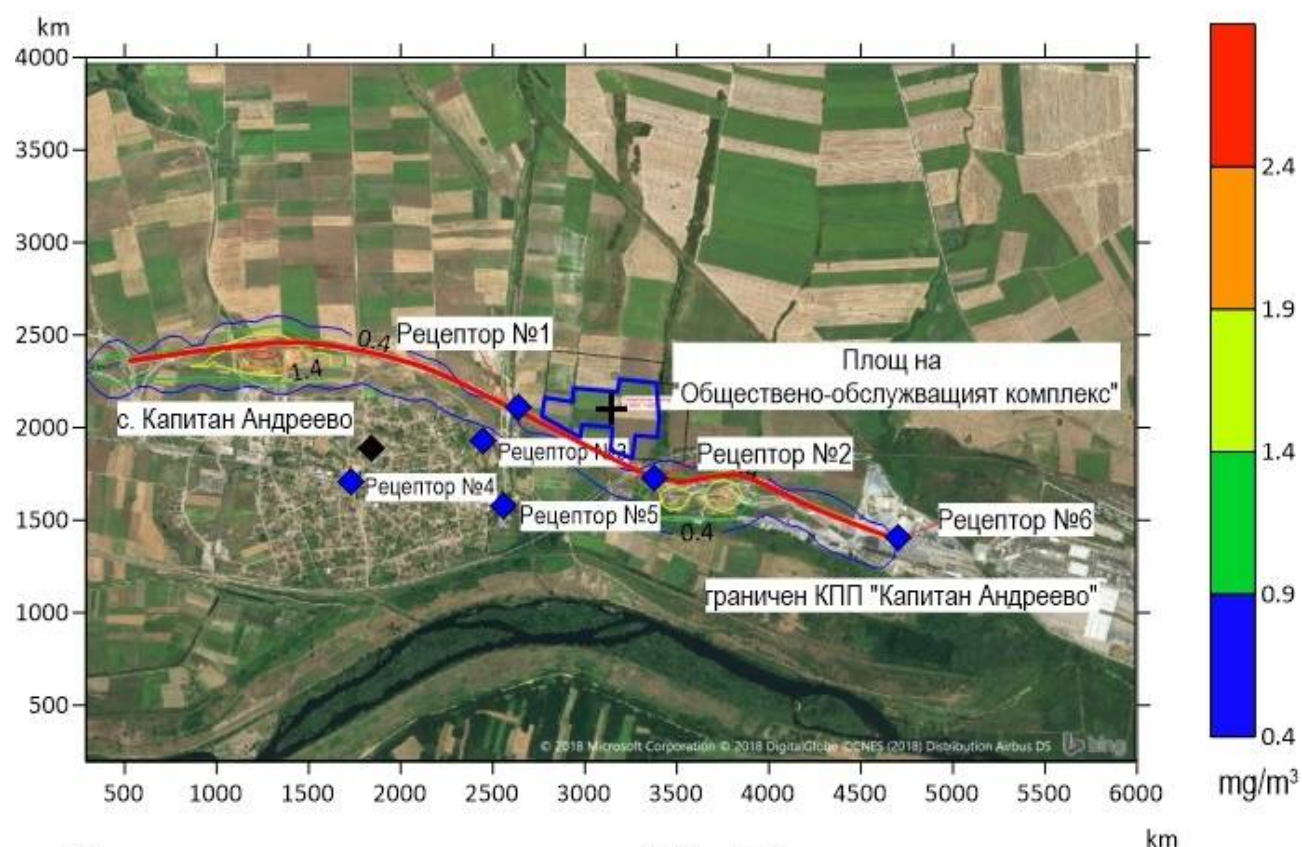 km
4000
3500
3000
2500
2000
1500
1000
500
500 1000 1500 2000 2500 3000 3500 4000 4500 5000 5500 6000
km
0.4
Рецептор №1
1.4
с. Капитан Андреево
Площ на
"Обществено-обслужващият комплекс"
Рецептор №3
Рецептор №2
Рецептор №4
Рецептор №5
0.4
Рецептор №6
граничен КПП "Капитан Андреево"
© 2018 Microsoft Corporation © 2018 DigitalGlobe ©CNES (2018) Distribution Airbus DS
bing
2.4
1.9
1.4
0.9
0.4
mg/m³